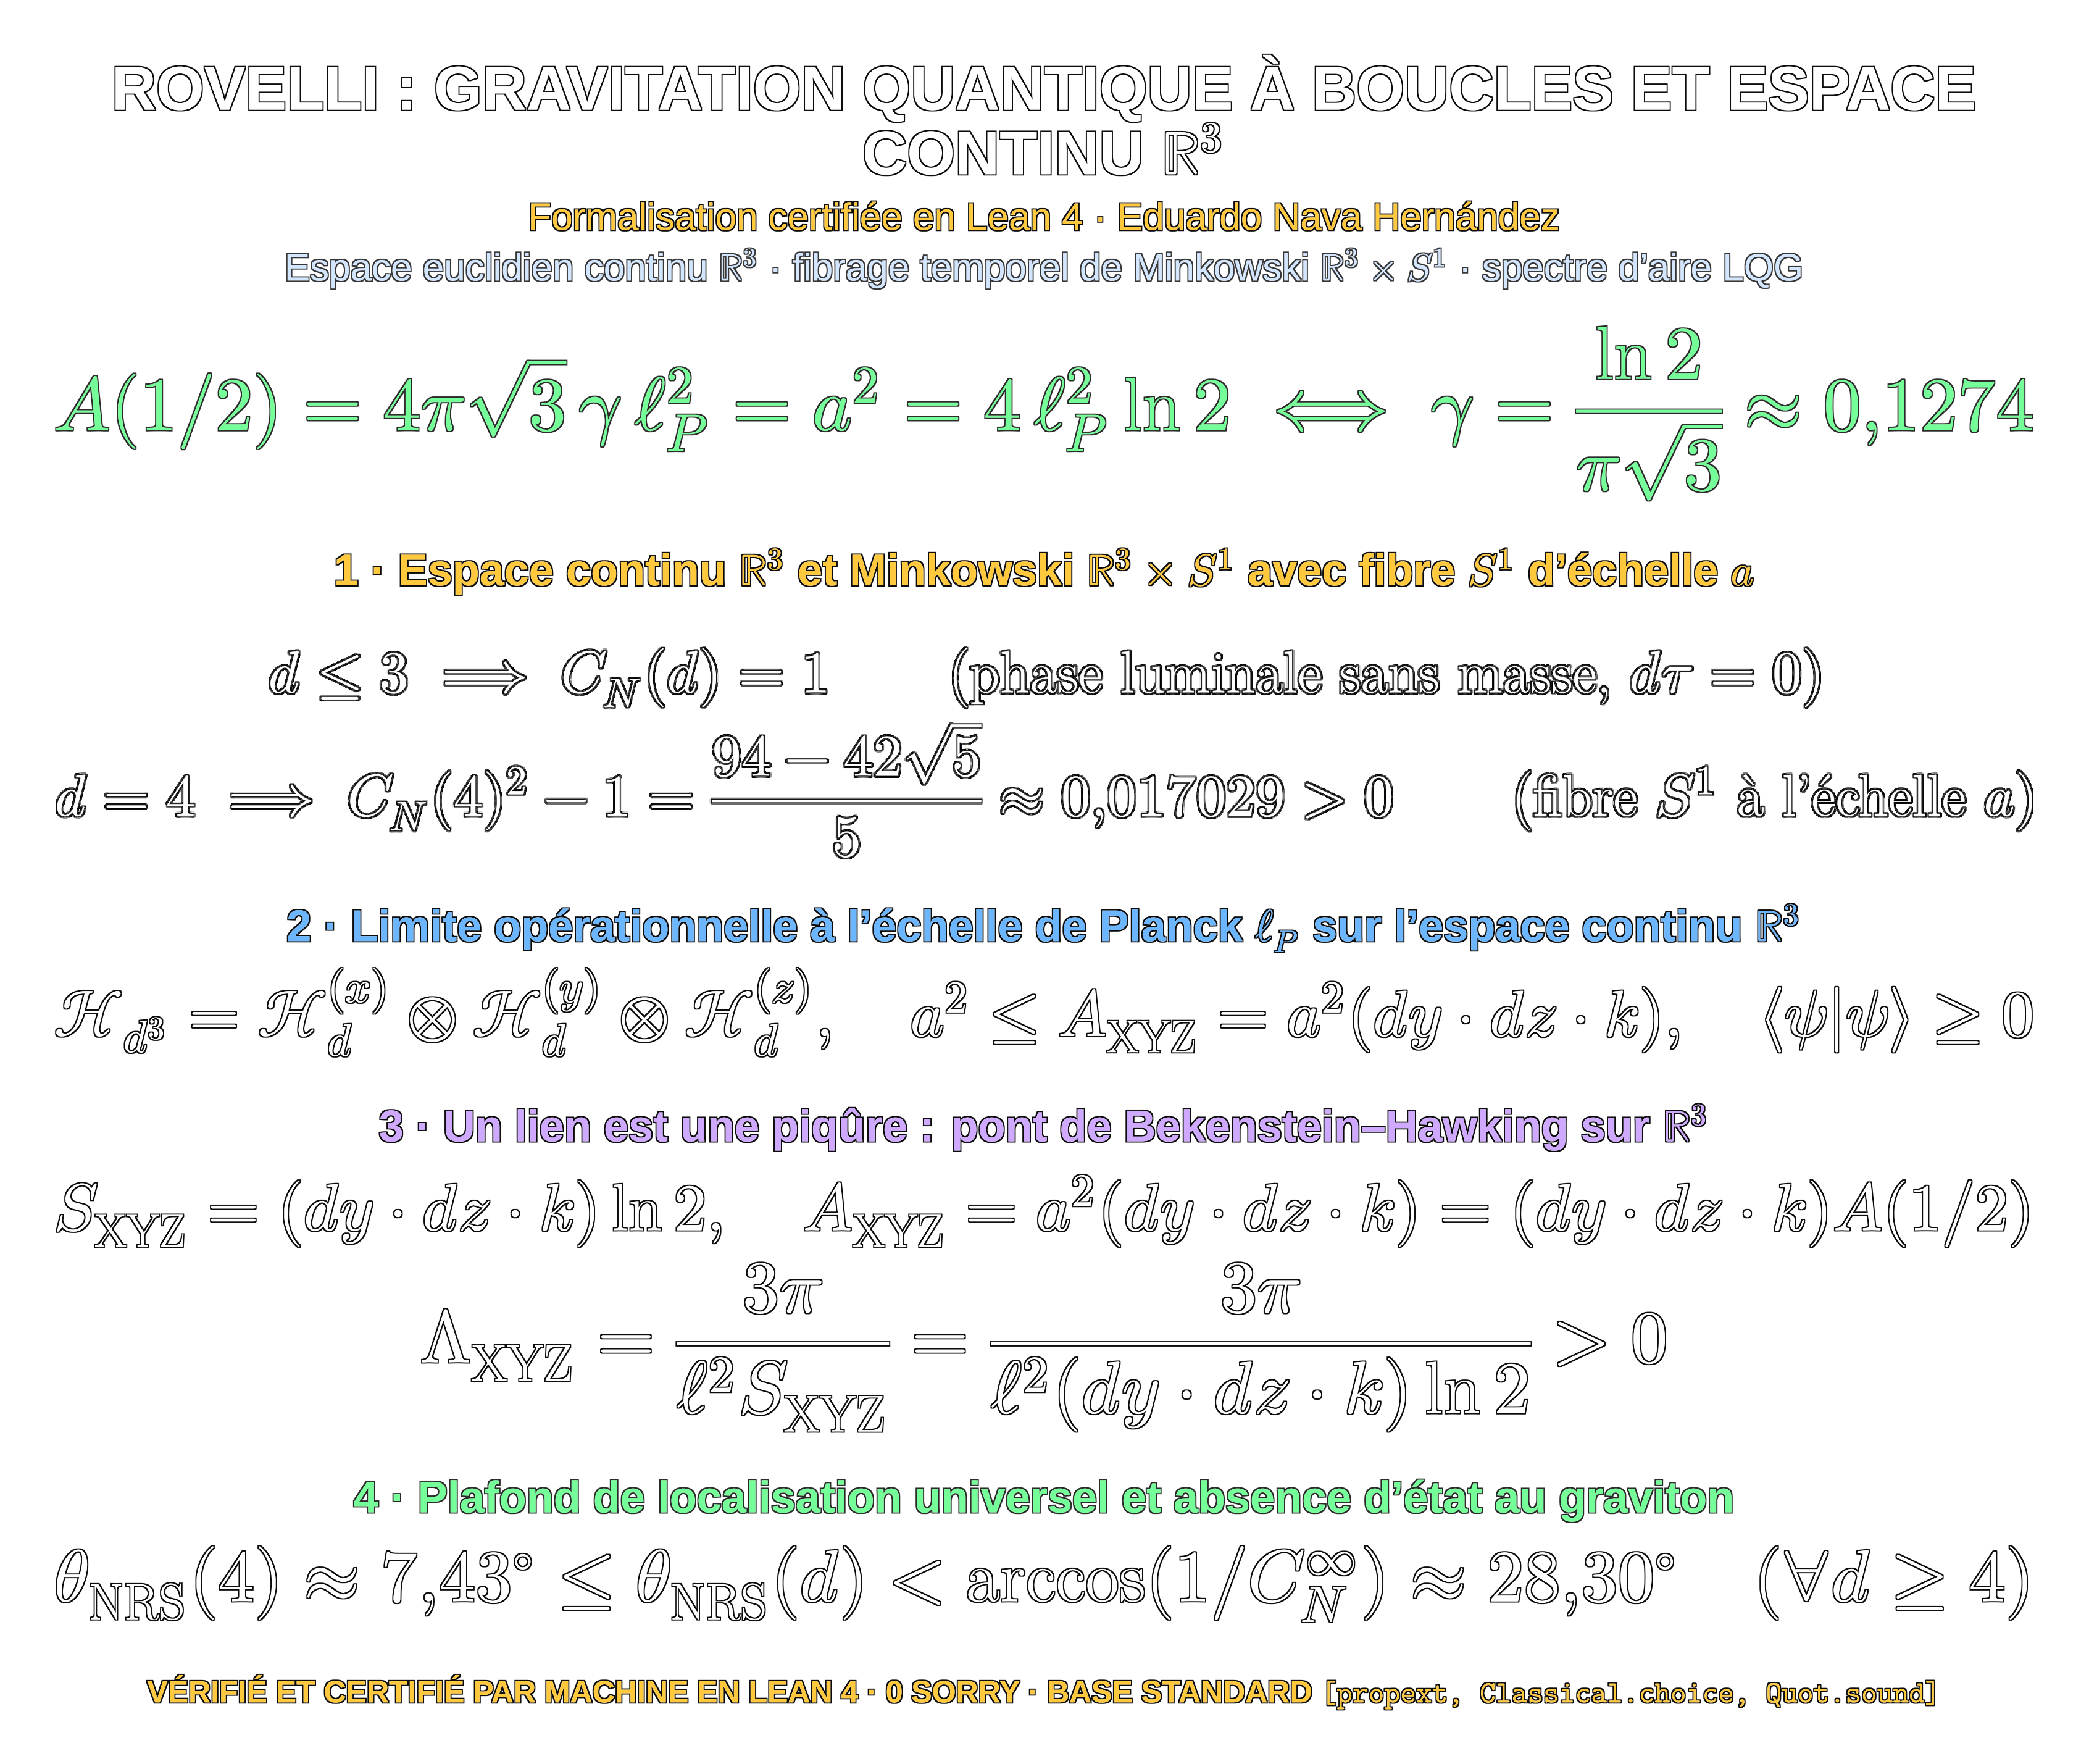 ROVELLI : GRAVITATION QUANTIQUE À BOUCLES ET ESPACE
CONTINU ℝ³
Formalisation certifiée en Lean 4 · Eduardo Nava Hernández
Espace euclidien continu ℝ³ · fibrage temporel de Minkowski ℝ³ × S¹ · spectre d’aire LQG
A(1/2) = 4π√3 γ ℓ_P² = a² = 4 ℓ_P² ln 2 ⟺ γ = ln 2 / (π√3) ≈ 0,1274
1 · Espace continu ℝ³ et Minkowski ℝ³ × S¹ avec fibre S¹ d’échelle a
d ≤ 3 ⟹ C_N(d) = 1 (phase luminale sans masse, dτ = 0)
d = 4 ⟹ C_N(4)² − 1 = (94 − 42√5) / 5 ≈ 0,017029 > 0 (fibre S¹ à l’échelle a)
2 · Limite opérationnelle à l’échelle de Planck ℓ_P sur l’espace continu ℝ³
ℋ_{d³} = ℋ_d^{(x)} ⊗ ℋ_d^{(y)} ⊗ ℋ_d^{(z)}, a² ≤ A_XYZ = a²(dy · dz · k), ⟨ψ|ψ⟩ ≥ 0
3 · Un lien est une piqûre : pont de Bekenstein–Hawking sur ℝ³
S_XYZ = (dy · dz · k) ln 2, A_XYZ = a²(dy · dz · k) = (dy · dz · k)A(1/2)
Λ_XYZ = 3π / (ℓ² S_XYZ) = 3π / (ℓ²(dy · dz · k) ln 2) > 0
4 · Plafond de localisation universel et absence d’état au graviton
θ_NRS(4) ≈ 7,43° ≤ θ_NRS(d) < arccos(1/C_N^∞) ≈ 28,30° (∀d ≥ 4)
VÉRIFIÉ ET CERTIFIÉ PAR MACHINE EN LEAN 4 · 0 SORRY · BASE STANDARD [propext, Classical.choice, Quot.sound]